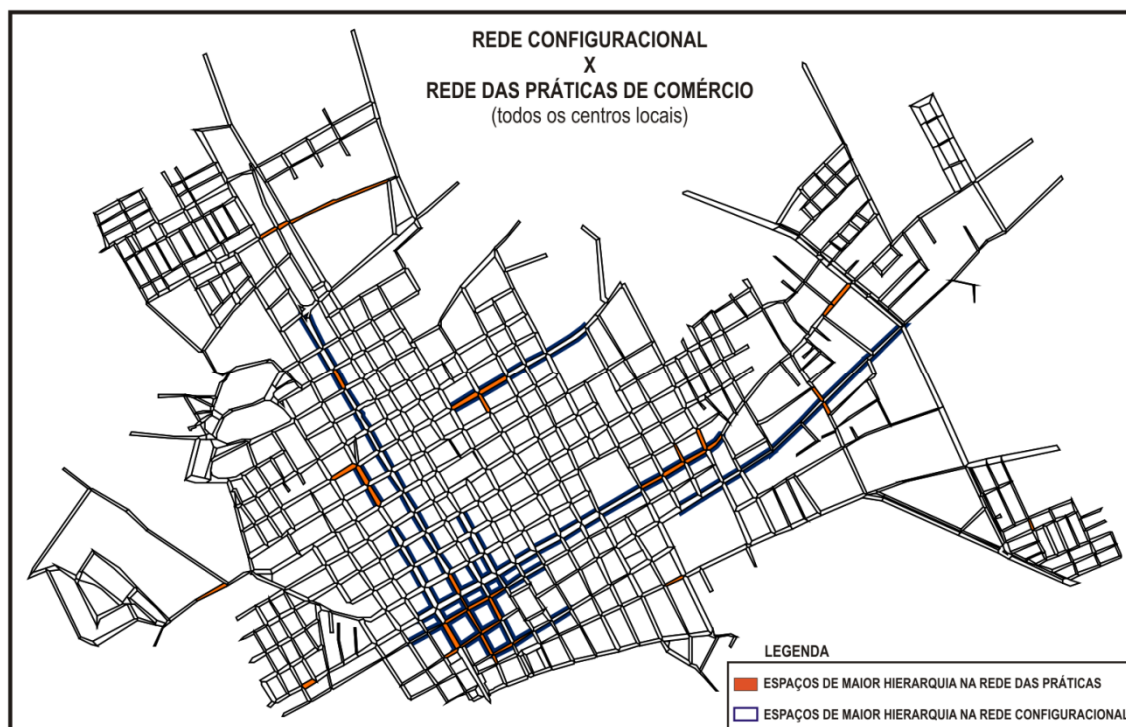 REDE CONFIGURACIONAL
X
REDE DAS PRÁTICAS DE COMÉRCIO
(todos os centros locais)
LEGENDA
ESPAÇOS DE MAIOR HIERARQUIA NA REDE DAS PRÁTICAS
ESPAÇOS DE MAIOR HIERARQUIA NA REDE CONFIGURACIONAL